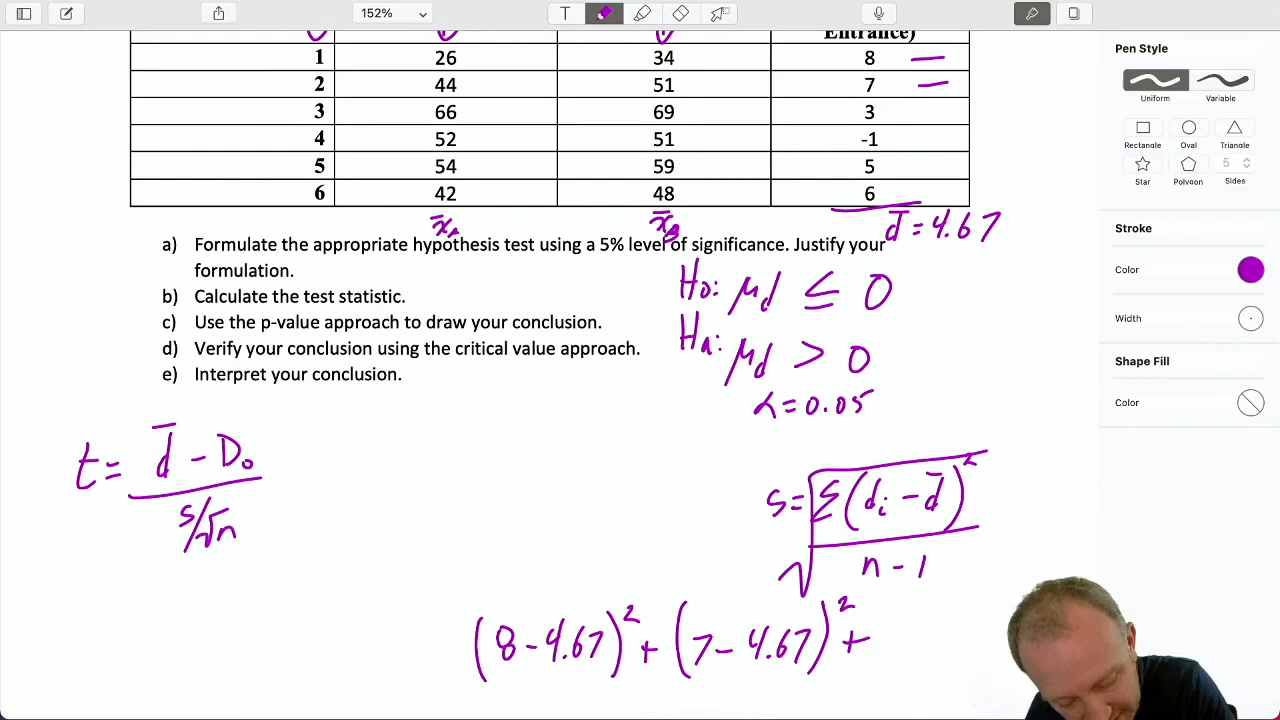 152%
T
Entrance)
1 26 34 8
2 44 51 7
3 66 69 3
4 52 51 -1
5 54 59 5
6 42 48 6
x̄A x̄B d̄ = 4.67
a) Formulate the appropriate hypothesis test using a 5% level of significance. Justify your
formulation.
b) Calculate the test statistic.
c) Use the p-value approach to draw your conclusion.
d) Verify your conclusion using the critical value approach.
e) Interpret your conclusion.
H0: μd ≤ 0
Ha: μd > 0
α = 0.05
t = (d̄ - D0) / (s/√n)
s = √(Σ(di - d̄)² / (n - 1))
(8 - 4.67)² + (7 - 4.67)² +
Pen Style
Uniform Variable
Rectangle Oval Triangle
5
Star Polygon Sides
Stroke
Color
Width
Shape Fill
Color